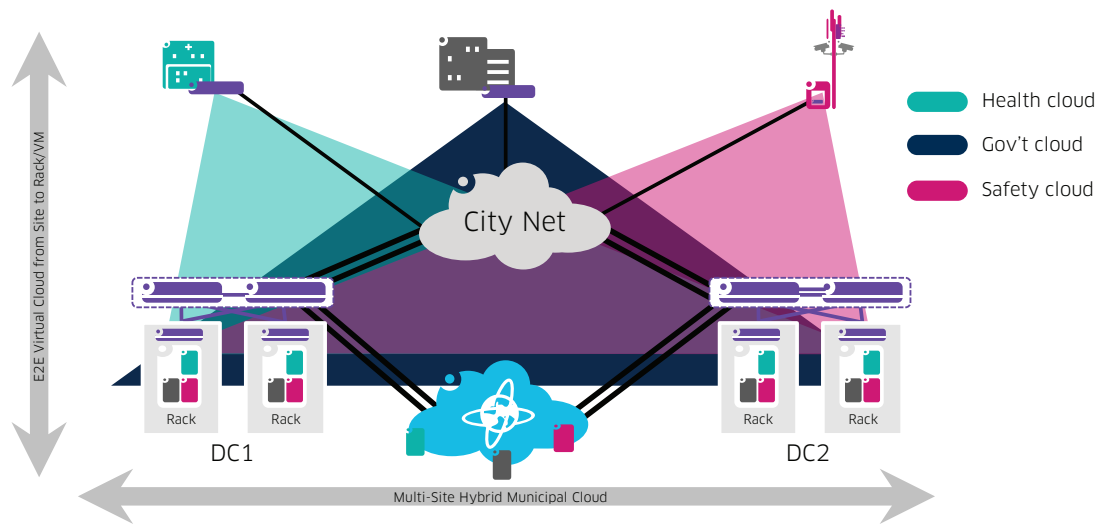 Health cloud
Gov't cloud
Safety cloud
E2E Virtual Cloud from Site to Rack/VM
City Net
Rack
Rack
Rack
Rack
DC1
DC2
Multi-Site Hybrid Municipal Cloud